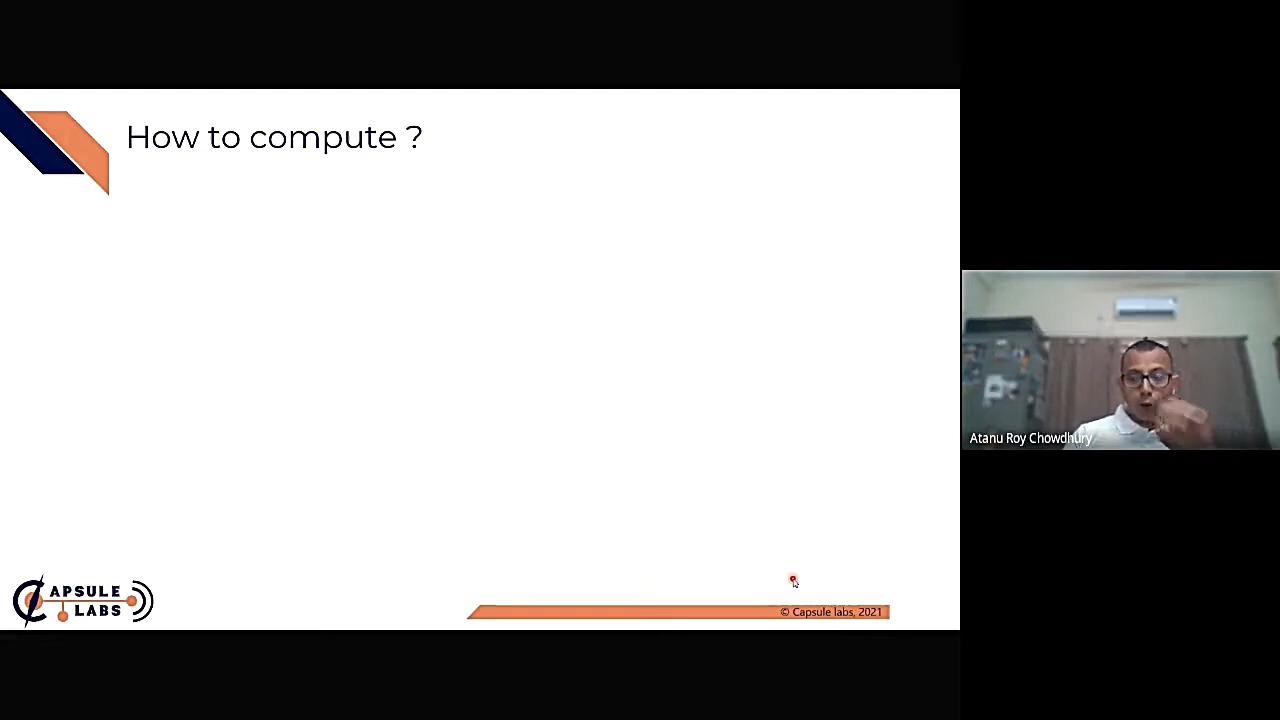 How to compute ?
Atanu Roy Chowdhury
CAPSULE
LABS
© Capsule labs, 2021